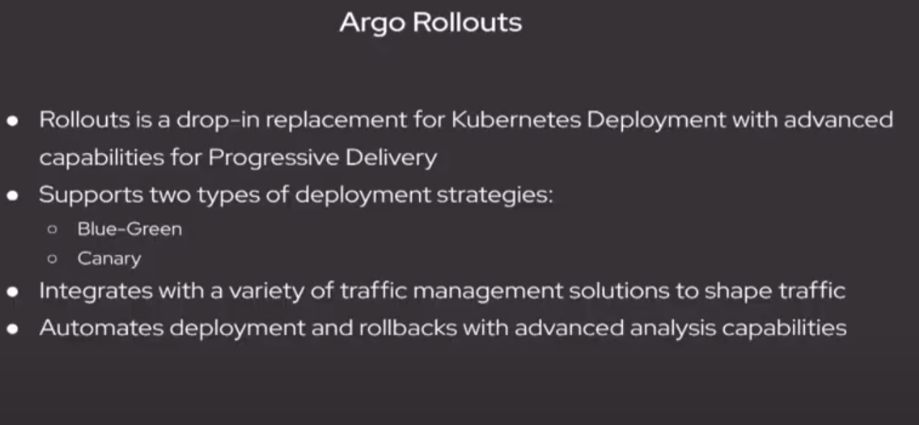 Argo Rollouts
● Rollouts is a drop-in replacement for Kubernetes Deployment with advanced
capabilities for Progressive Delivery
● Supports two types of deployment strategies:
○ Blue-Green
○ Canary
● Integrates with a variety of traffic management solutions to shape traffic
● Automates deployment and rollbacks with advanced analysis capabilities